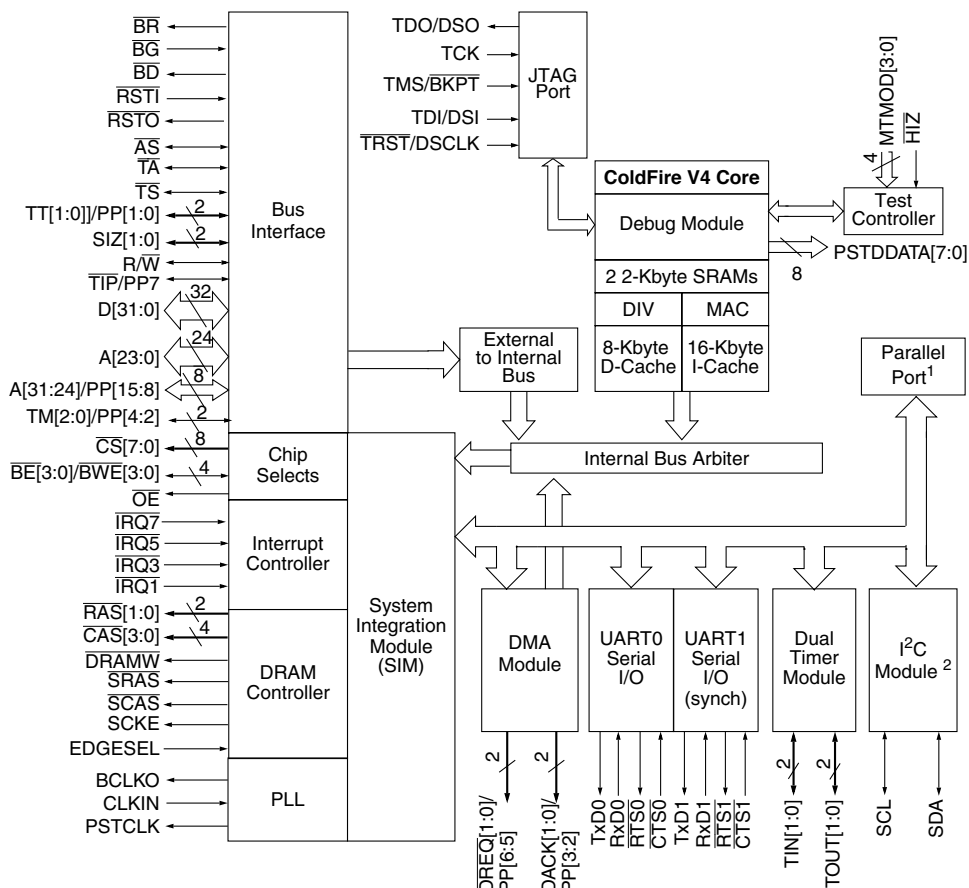 BR
BG
BD
RSTI
RSTO
AS
TA
TS
TT[1:0]]/PP[1:0]
2
SIZ[1:0]
2
R/W
TIP/PP7
D[31:0]
32
A[23:0]
24
A[31:24]/PP[15:8]
8
TM[2:0]/PP[4:2]
2
CS[7:0]
8
BE[3:0]/BWE[3:0]
4
OE
IRQ7
IRQ5
IRQ3
IRQ1
RAS[1:0]
2
CAS[3:0]
4
DRAMW
SRAS
SCAS
SCKE
EDGESEL
BCLKO
CLKIN
PSTCLK
Bus
Interface
Chip
Selects
Interrupt
Controller
DRAM
Controller
PLL
System
Integration
Module
(SIM)
TDO/DSO
TCK
TMS/BKPT
TDI/DSI
TRST/DSCLK
JTAG
Port
ColdFire V4 Core
Debug Module
2 2-Kbyte SRAMs
DIV
MAC
8-Kbyte
D-Cache
16-Kbyte
I-Cache
MTMOD[3:0]
4
HIZ
Test
Controller
PSTDDATA[7:0]
8
External
to Internal
Bus
Internal Bus Arbiter
Parallel
Port1
DMA
Module
UART0
Serial
I/O
UART1
Serial
I/O
(synch)
Dual
Timer
Module
I2C
Module 2
2
DREQ[1:0]/
PP[6:5]
2
DACK[1:0]/
PP[3:2]
TxD0
RxD0
RTS0
CTS0
TxD1
RxD1
RTS1
CTS1
2
TIN[1:0]
2
TOUT[1:0]
SCL
SDA